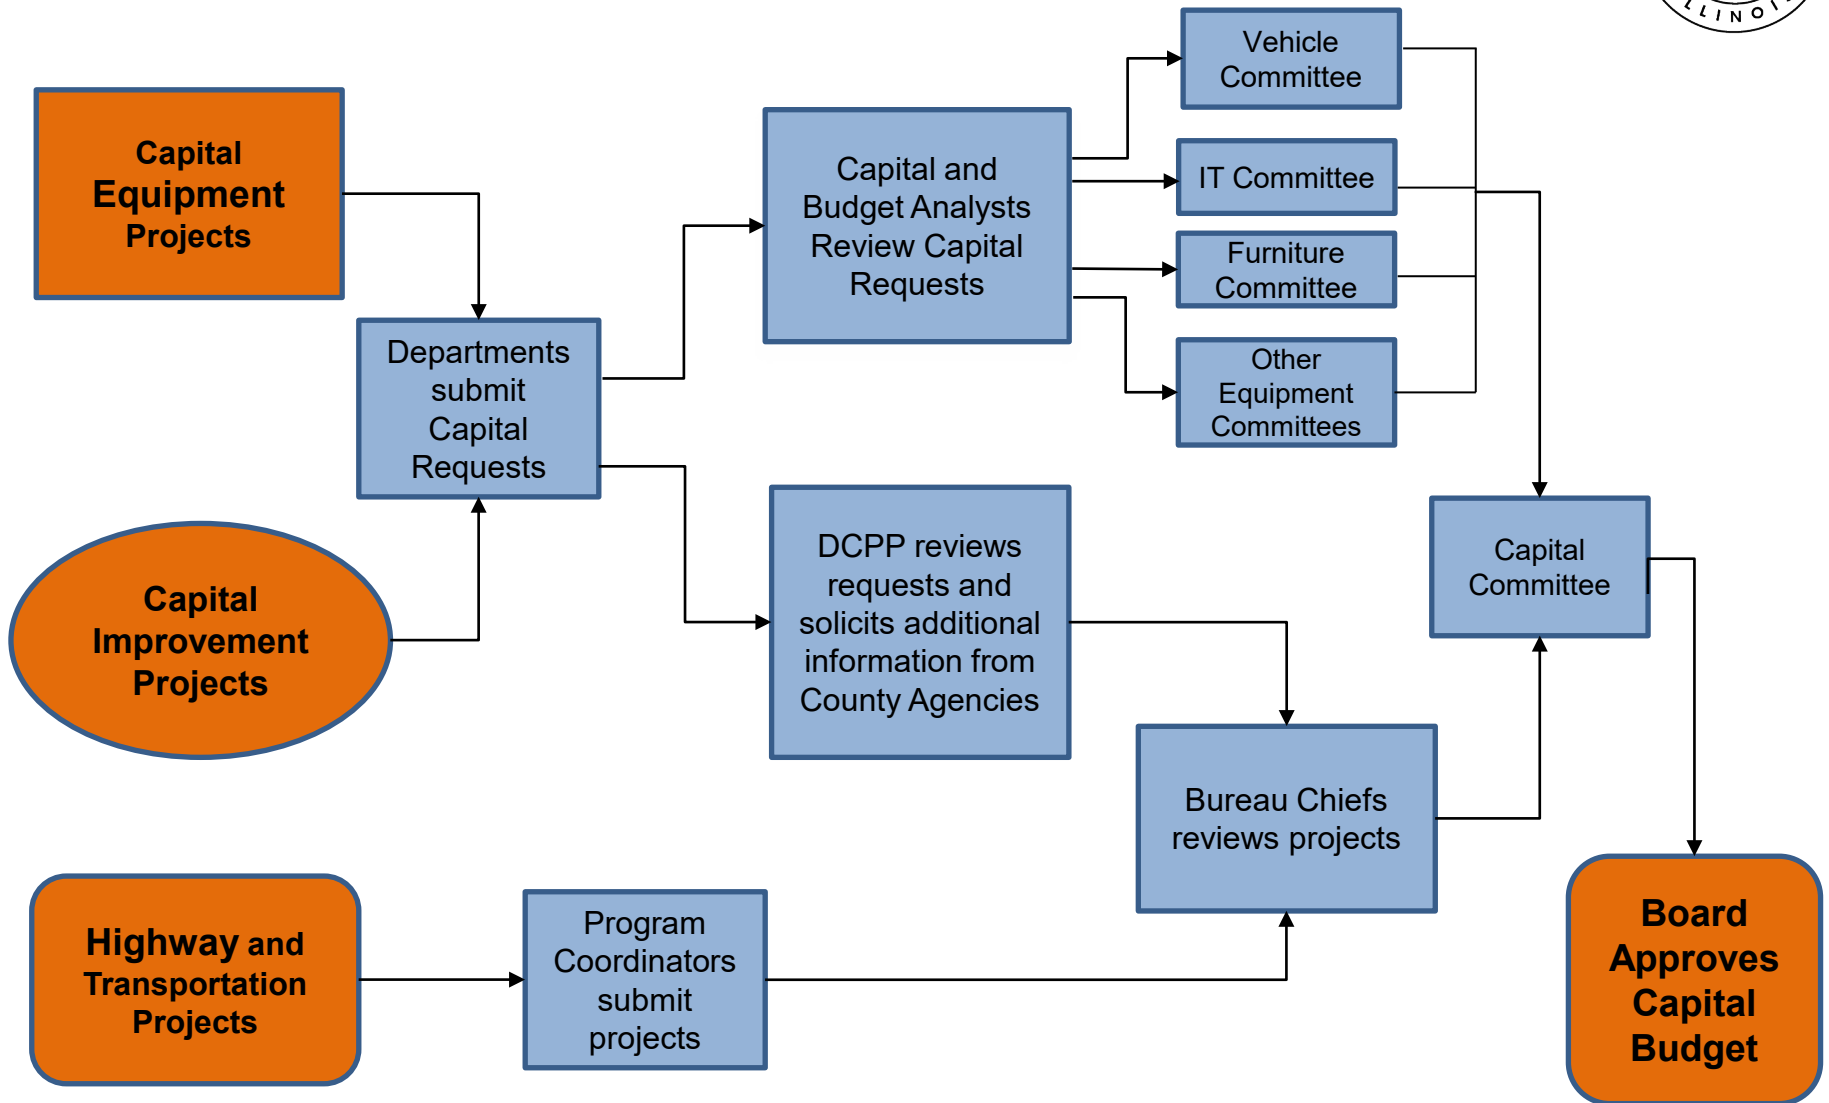 ILLINOIS
Vehicle
Committee
Capital
Equipment
Projects
Capital and
Budget Analysts
Review Capital
Requests
IT Committee
Furniture
Committee
Other
Equipment
Committees
Departments
submit
Capital
Requests
Capital
Improvement
Projects
DCPP reviews
requests and
solicits additional
information from
County Agencies
Capital
Committee
Bureau Chiefs
reviews projects
Highway and
Transportation
Projects
Program
Coordinators
submit
projects
Board
Approves
Capital
Budget